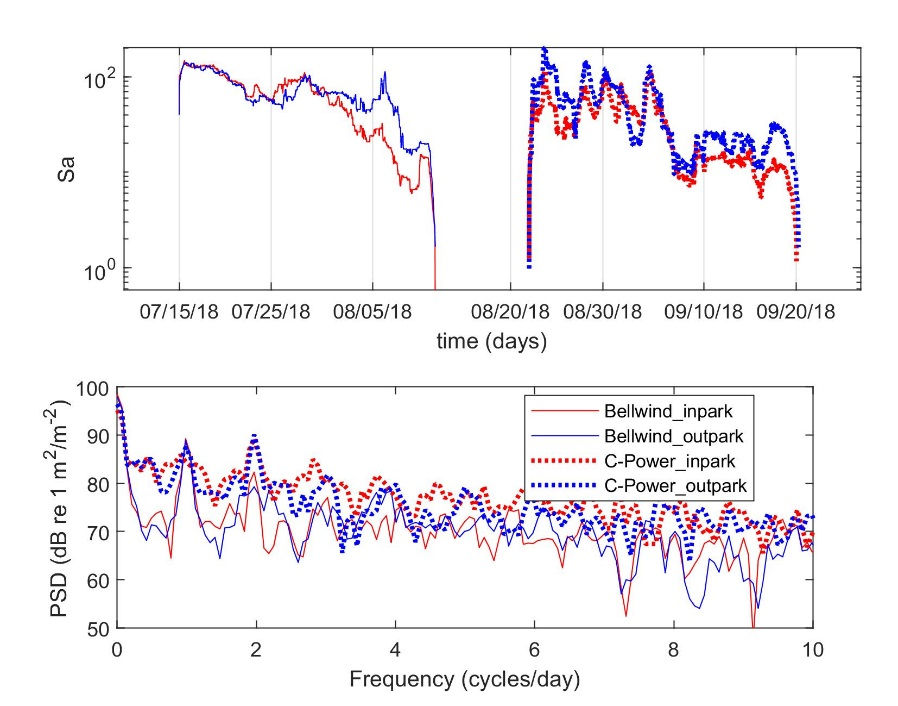 10²
10⁰
Sa
07/15/18 07/25/18 08/05/18 08/20/18 08/30/18 09/10/18 09/20/18
time (days)
100
90
80
70
60
50
PSD (dB re 1 m²/m⁻²)
Bellwind_inpark
Bellwind_outpark
C-Power_inpark
C-Power_outpark
0 2 4 6 8 10
Frequency (cycles/day)